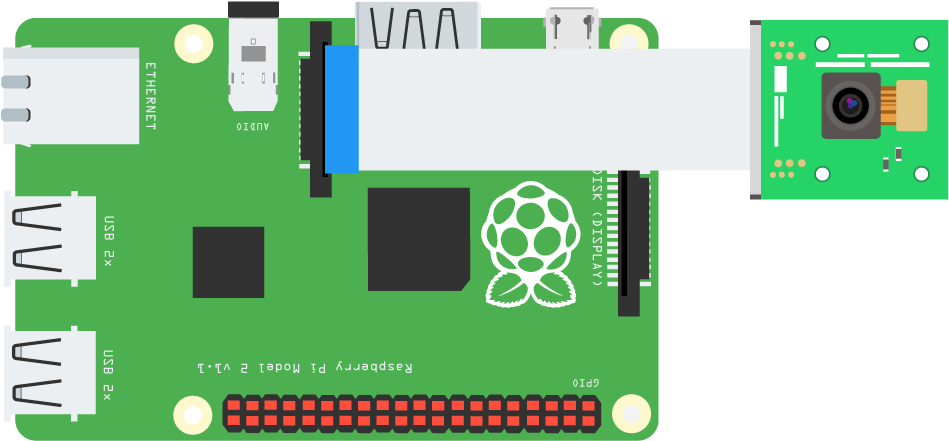 ETHERNET
AUDIO
DISK (DISPLAY)
USB 2x
USB 2x
Raspberry Pi Model 2 v1.1
GPIO